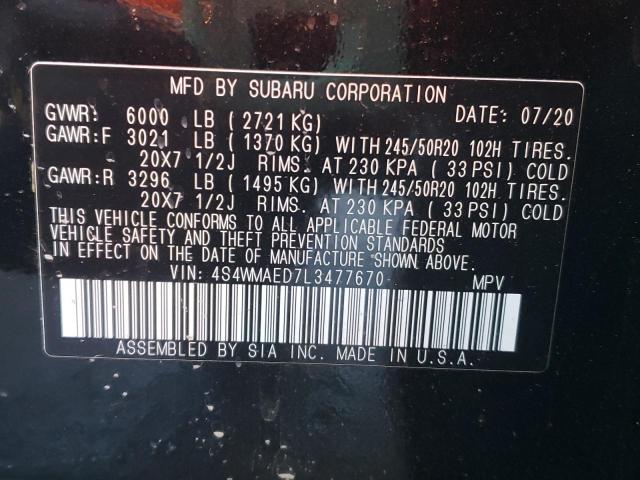 MFD BY SUBARU CORPORATION
DATE: 07/20
GVWR: 6000 LB (2721 KG)
GAWR:F 3021 LB (1370 KG) WITH 245/50R20 102H TIRES.
20X7 1/2J RIMS. AT 230 KPA (33 PSI) COLD
GAWR:R 3296 LB (1495 KG) WITH 245/50R20 102H TIRES.
20X7 1/2J RIMS. AT 230 KPA (33 PSI) COLD
THIS VEHICLE CONFORMS TO ALL APPLICABLE FEDERAL MOTOR
VEHICLE SAFETY AND THEFT PREVENTION STANDARDS
IN EFFECT ON THE DATE OF MANUFACTURE SHOWN ABOVE.
VIN: 4S4WMAED7L3477670 MPV
ASSEMBLED BY SIA INC. MADE IN U.S.A.